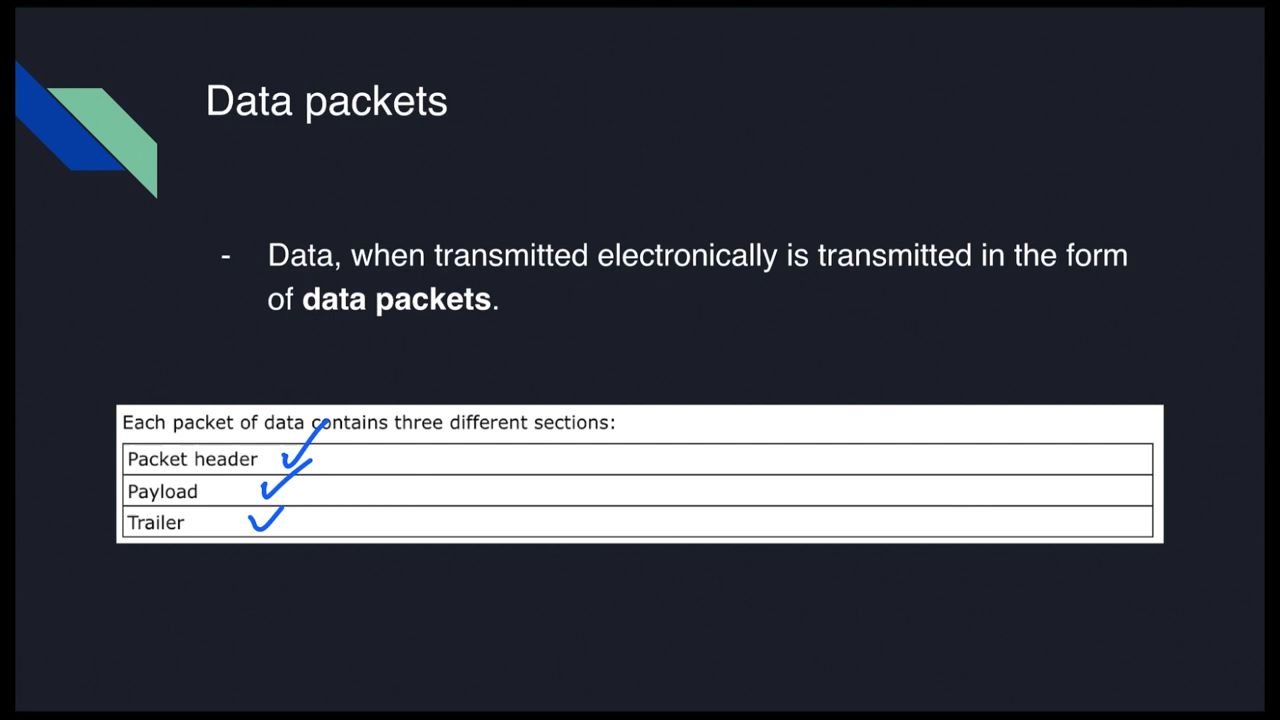 Data packets
- Data, when transmitted electronically is transmitted in the form
of data packets.
Each packet of data contains three different sections:
Packet header
Payload
Trailer